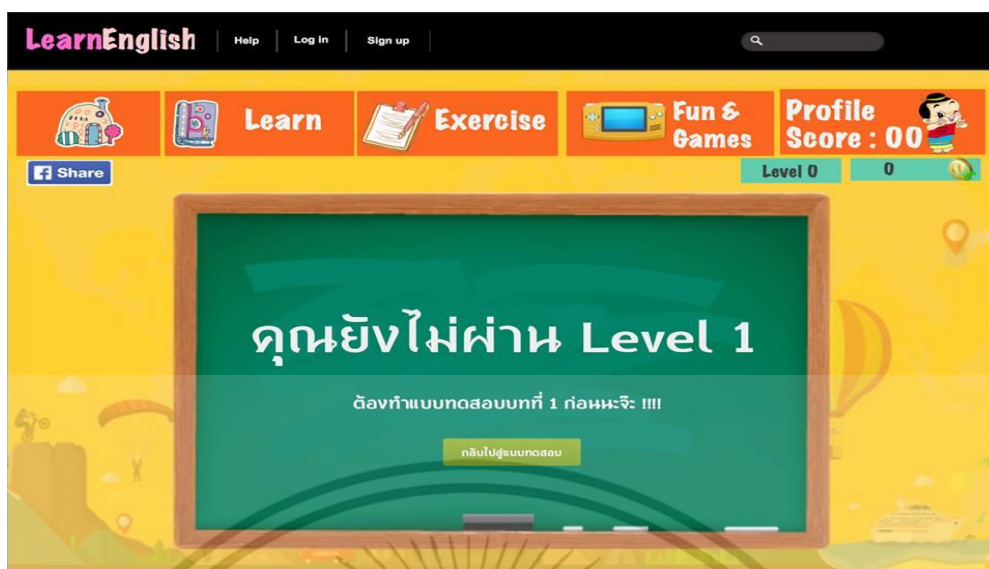 LearnEnglish Help Log in Sign up
Learn Exercise Fun & Games Profile Score : 00
Share Level 0 0
คุณยังไม่ผ่าน Level 1
ต้องทำแบบทดสอบบทที่ 1 ก่อนนะจ๊ะ !!!!
กลับไปสู่แบบทดสอบ